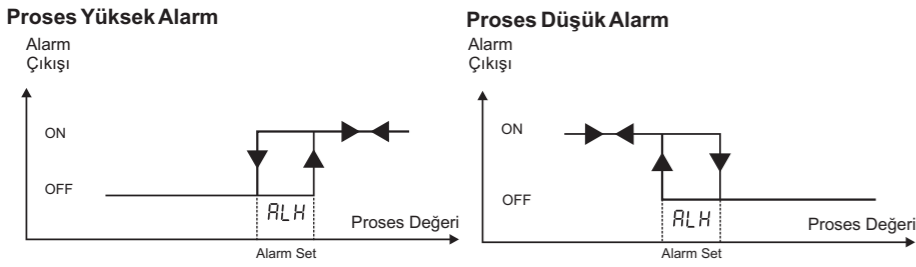 Proses Yüksek Alarm
Alarm
Çıkışı
ON
OFF
ALH
Proses Değeri
Alarm Set
Proses Düşük Alarm
Alarm
Çıkışı
ON
OFF
ALH
Proses Değeri
Alarm Set